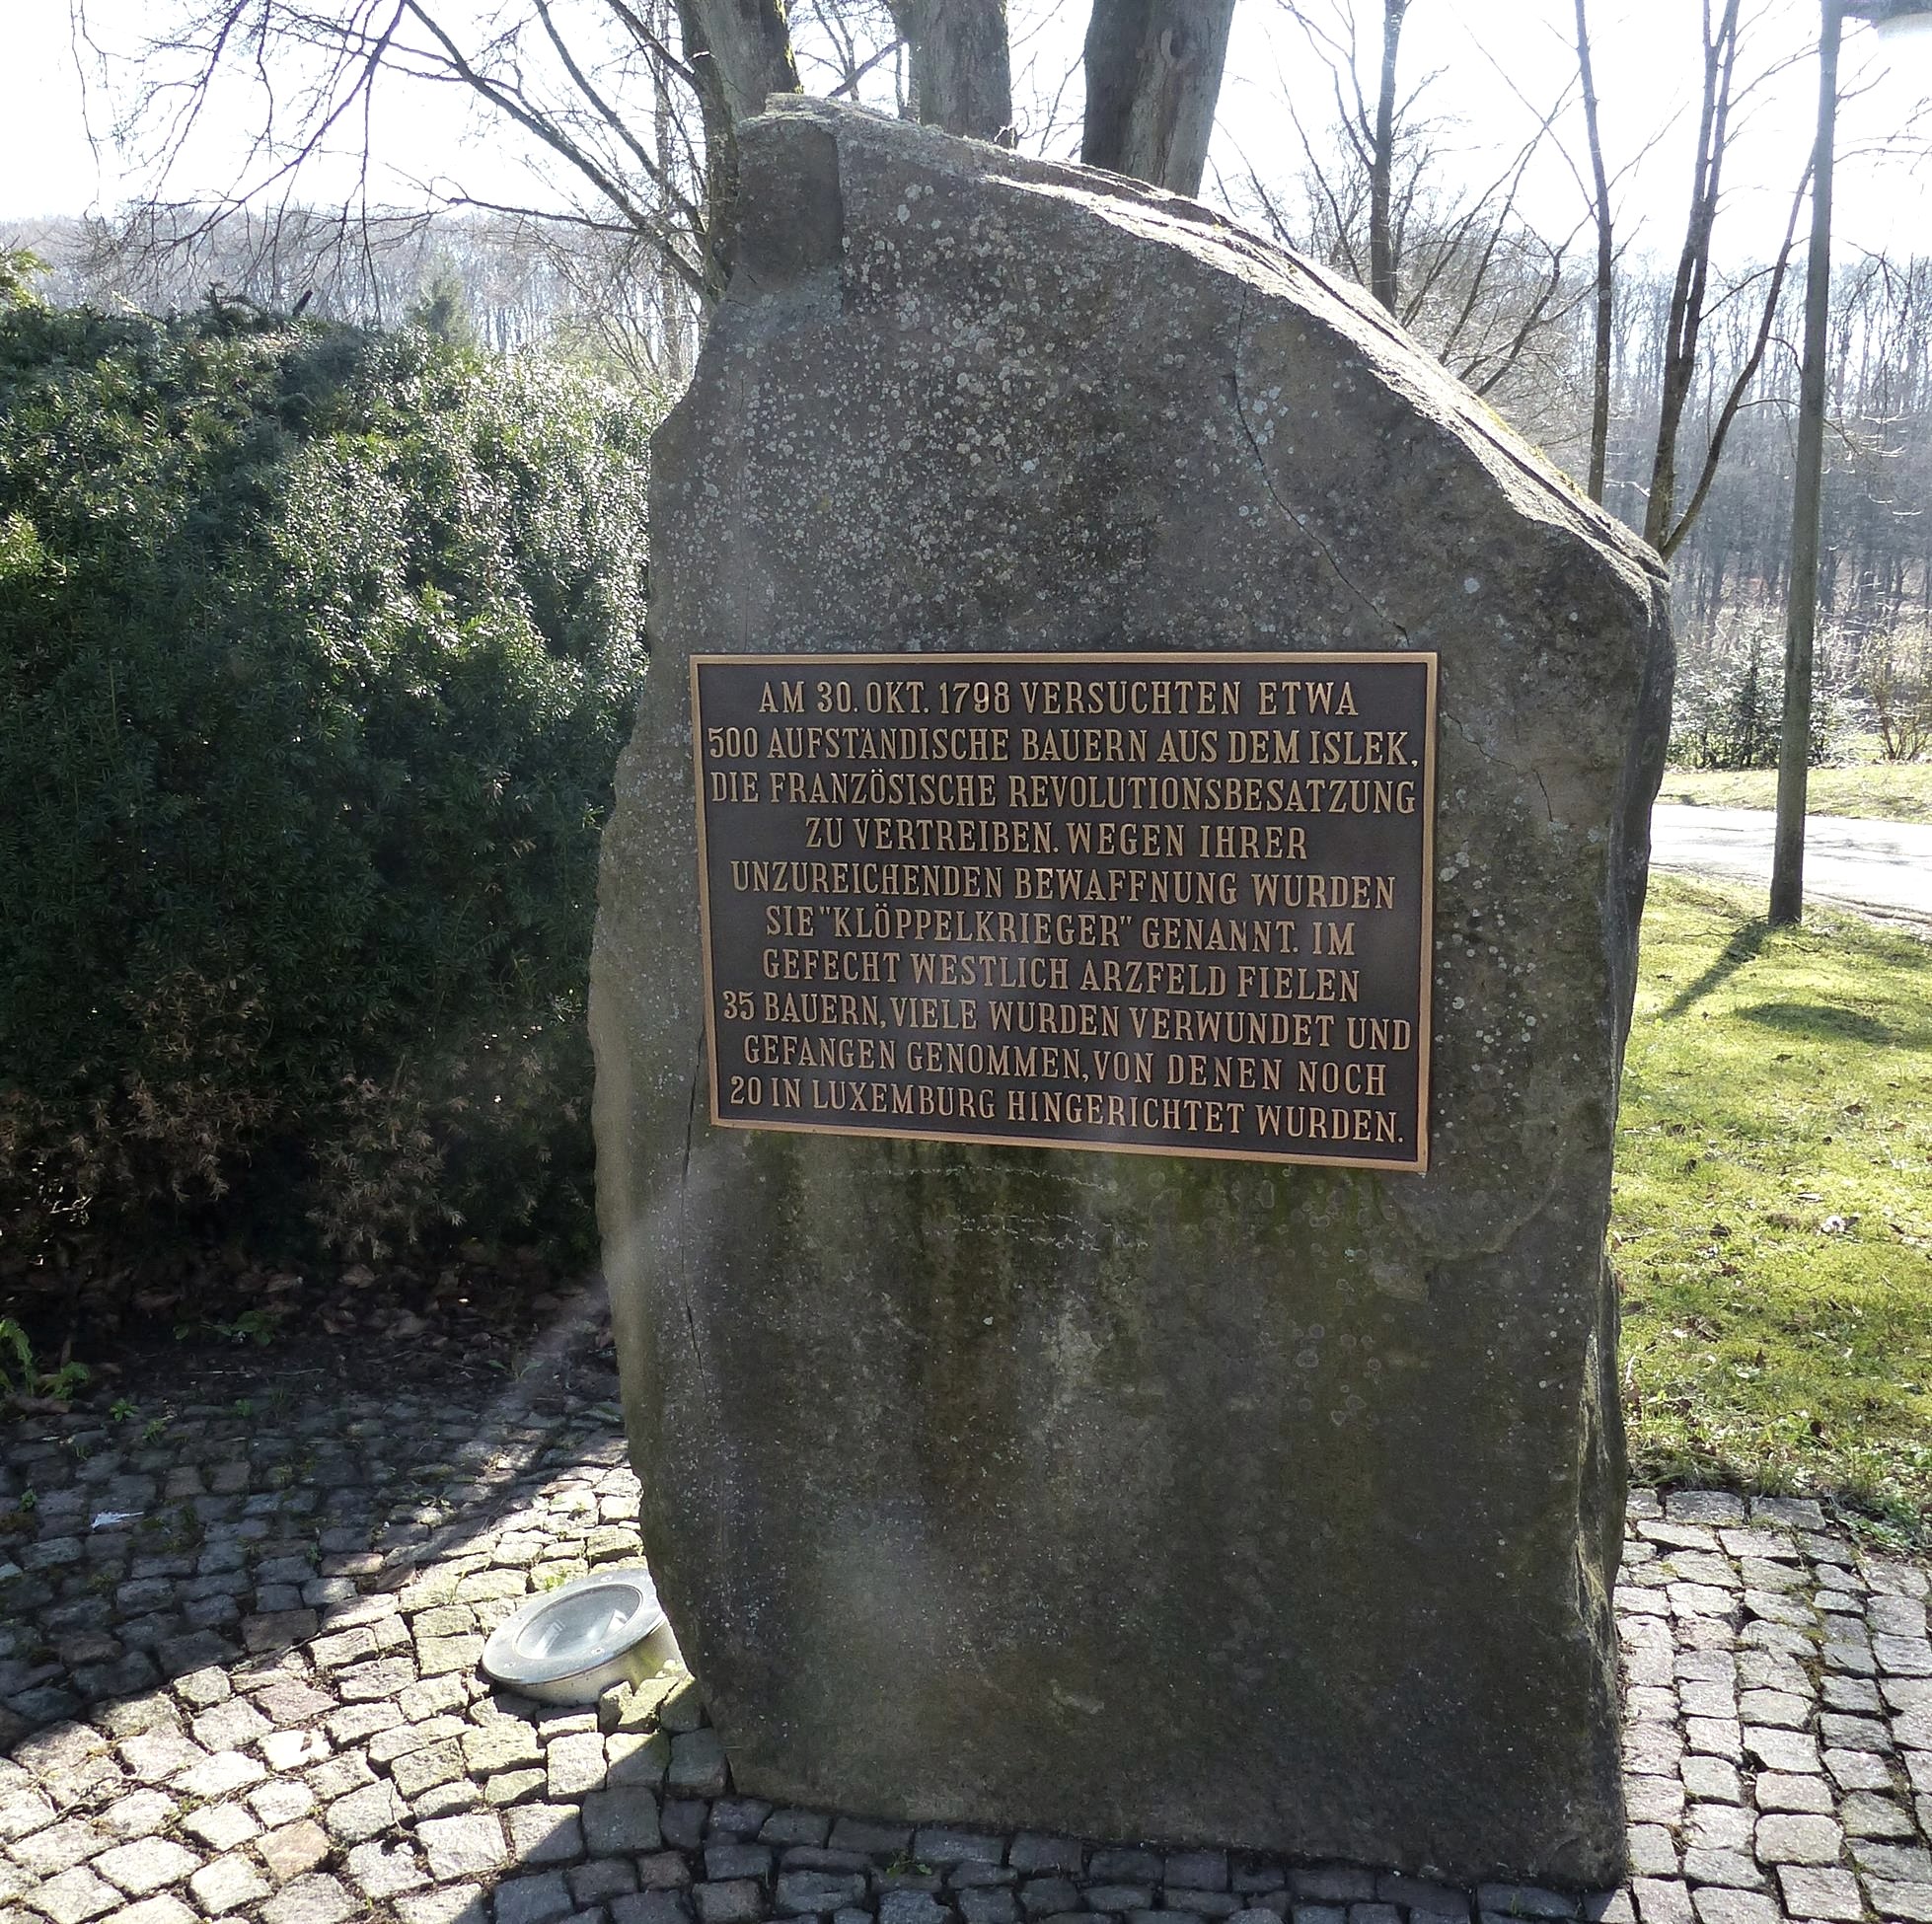 AM 30. OKT. 1798 VERSUCHTEN ETWA
500 AUFSTÄNDISCHE BAUERN AUS DEM ISLEK,
DIE FRANZÖSISCHE REVOLUTIONSBESATZUNG
ZU VERTREIBEN. WEGEN IHRER
UNZUREICHENDEN BEWAFFNUNG WURDEN
SIE "KLÖPPELKRIEGER" GENANNT. IM
GEFECHT WESTLICH ARZFELD FIELEN
35 BAUERN, VIELE WURDEN VERWUNDET UND
GEFANGEN GENOMMEN, VON DENEN NOCH
20 IN LUXEMBURG HINGERICHTET WURDEN.